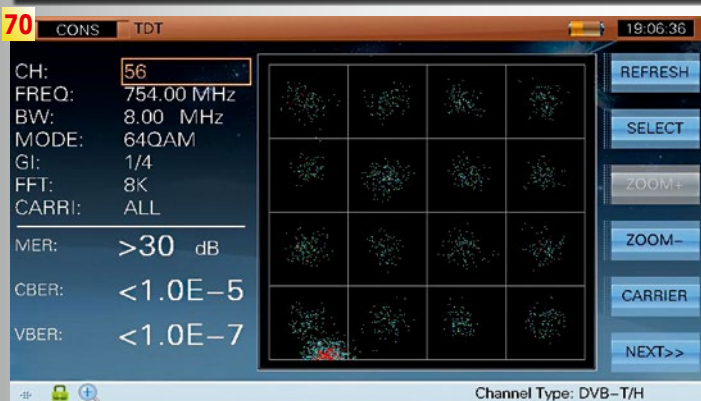 70
CONS TDT 19:06:36
CH: 56
FREQ: 754.00 MHz
BW: 8.00 MHz
MODE: 64QAM
GI: 1/4
FFT: 8K
CARRI: ALL
MER: >30 dB
CBER: <1.0E-5
VBER: <1.0E-7
REFRESH
SELECT
ZOOM+
ZOOM-
CARRIER
NEXT>>
Channel Type: DVB-T/H